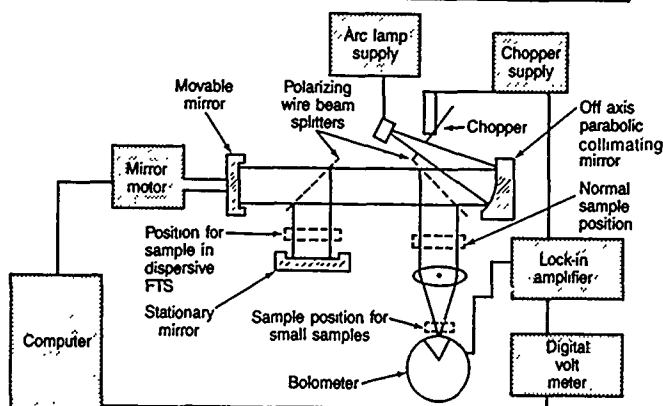 Arc lamp
supply
Chopper
supply
Movable
mirror
Polarizing
wire beam
splitters
Chopper
Off axis
parabolic
collimating
mirror
Mirror
motor
Normal
sample
position
Position for
sample in
dispersive
FTS
Stationary
mirror
Lock-in
amplifier
Sample position for
small samples
Computer
Bolometer
Digital
volt
meter